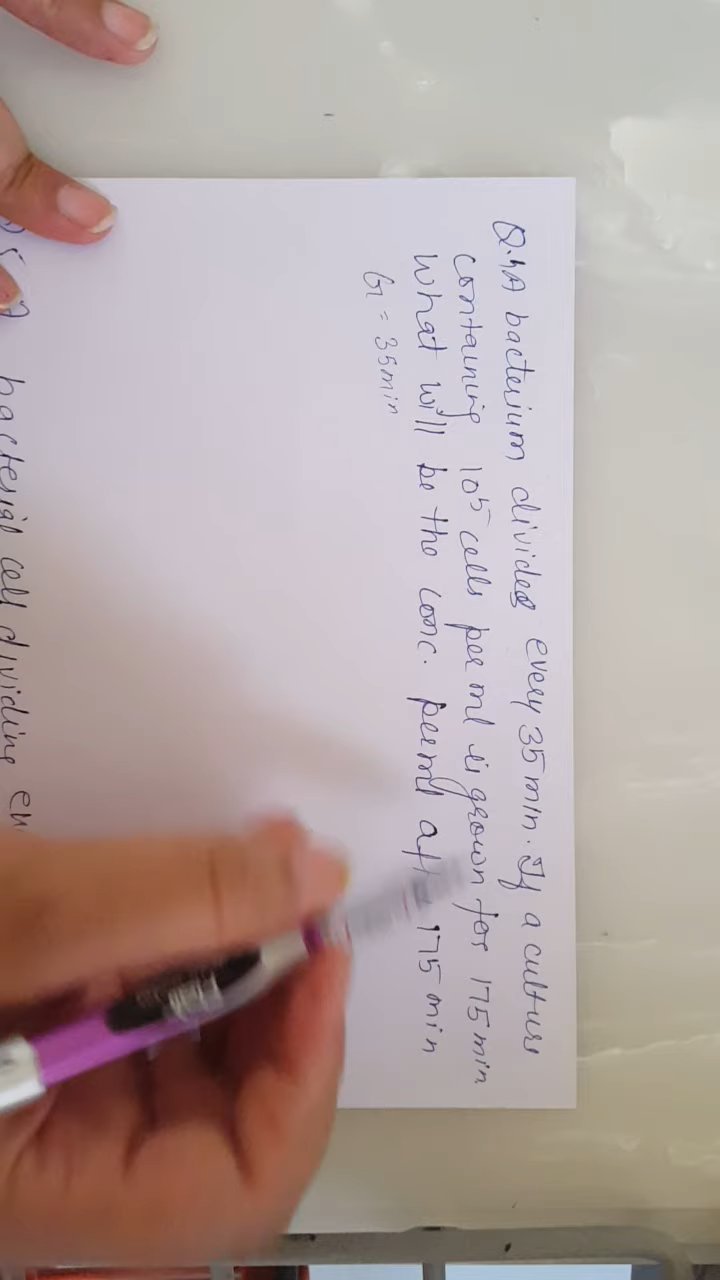 Q.4 A bacterium divides every 35 min. If a culture
containing 10⁵ cells per ml is grown for 175 min
What will be the conc. per ml after 175 min
G = 35 min
bacterial cell dividing